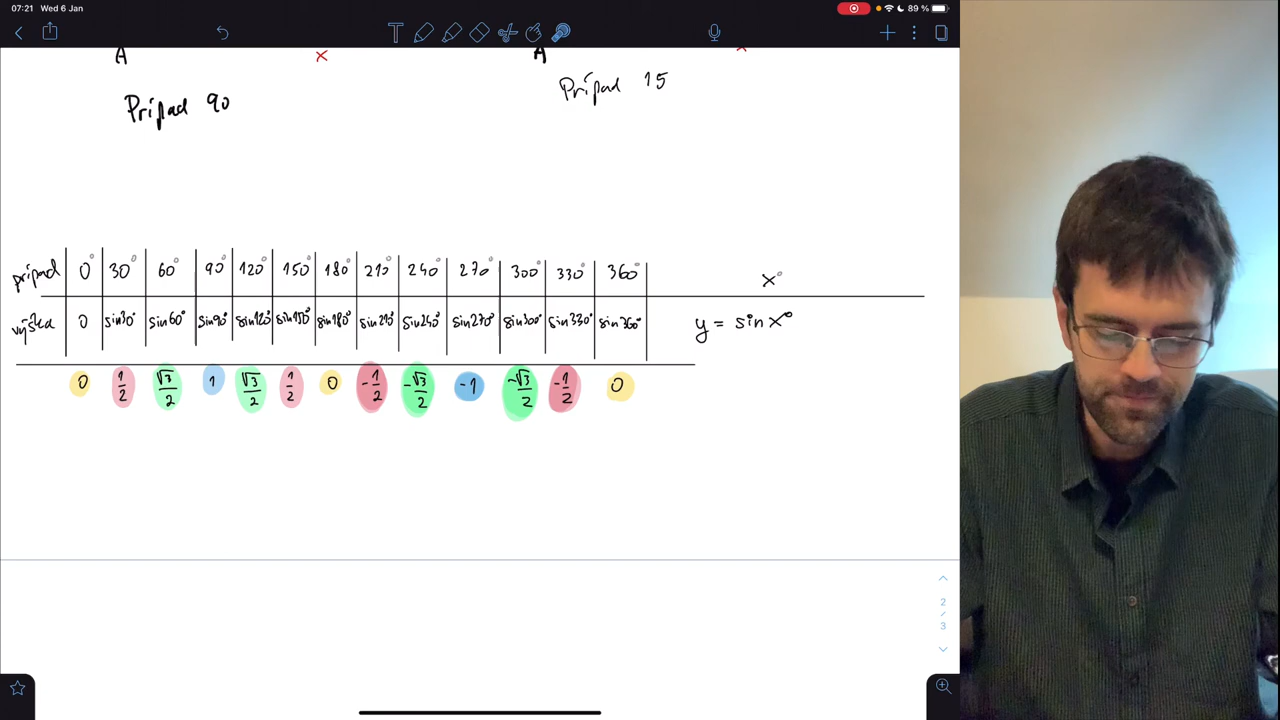 07:21 Wed 6 Jan
89 %
T
A
x
A
Prípad 90
Prípad 15
prípad 0° 30° 60° 90° 120° 150° 180° 210° 240° 270° 300° 330° 360° x°
výška 0 sin30° sin60° sin90° sin120° sin150° sin180° sin210° sin240° sin270° sin300° sin330° sin360° y = sinx°
0 1/2 √3/2 1 √3/2 1/2 0 -1/2 -√3/2 -1 -√3/2 -1/2 0
2
/
3